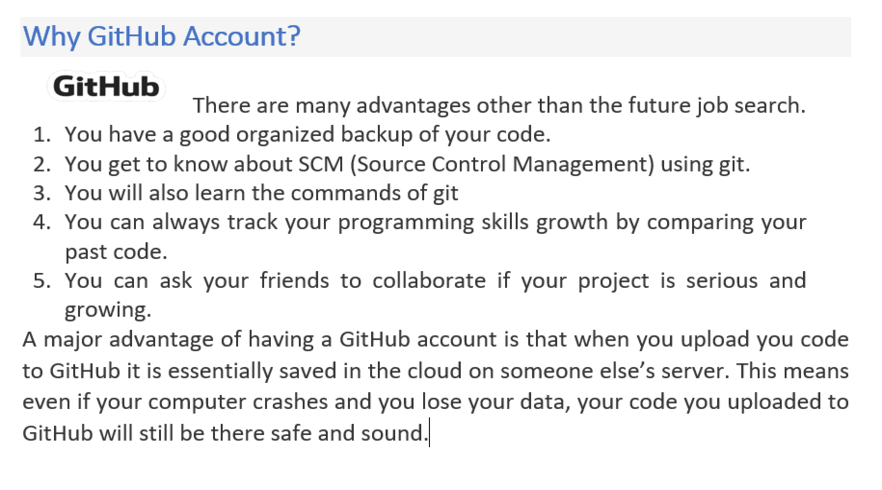 Why GitHub Account?
GitHub
There are many advantages other than the future job search.
1. You have a good organized backup of your code.
2. You get to know about SCM (Source Control Management) using git.
3. You will also learn the commands of git
4. You can always track your programming skills growth by comparing your
past code.
5. You can ask your friends to collaborate if your project is serious and
growing.
A major advantage of having a GitHub account is that when you upload you code
to GitHub it is essentially saved in the cloud on someone else’s server. This means
even if your computer crashes and you lose your data, your code you uploaded to
GitHub will still be there safe and sound.